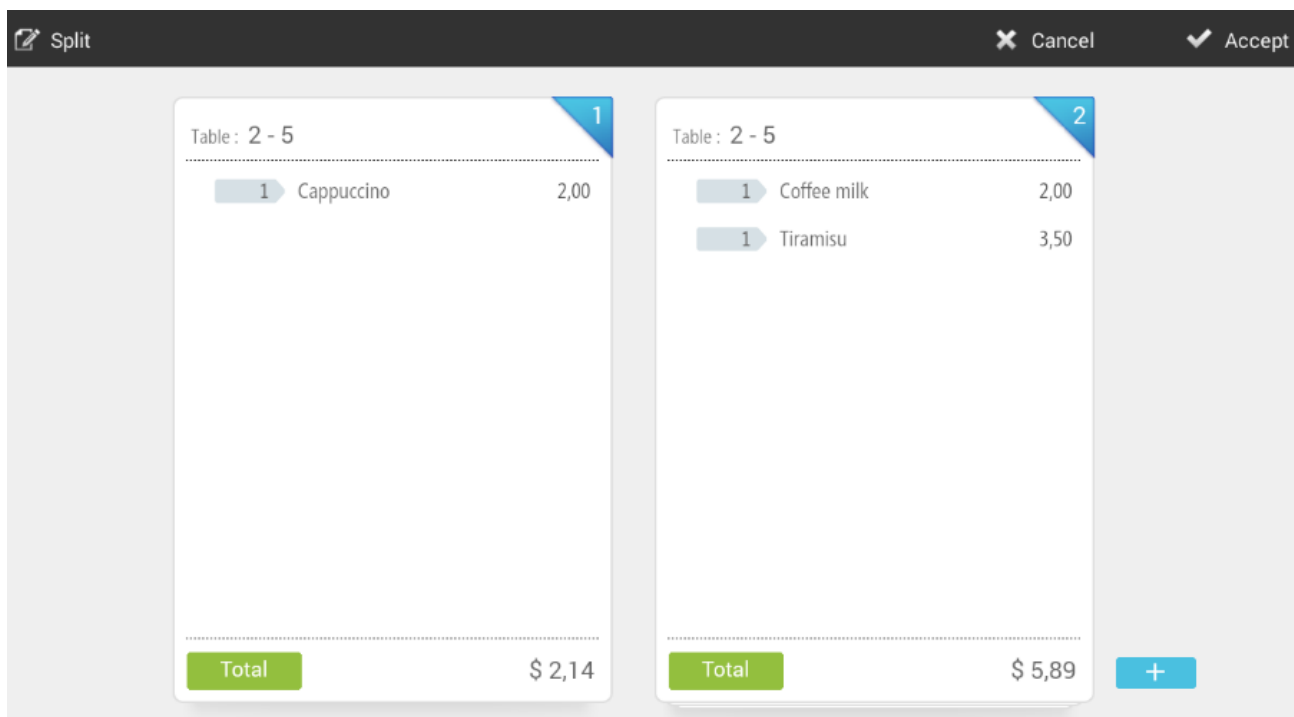 Split Cancel Accept
1
Table : 2 - 5
1 Cappuccino 2,00
Total $ 2,14
2
Table : 2 - 5
1 Coffee milk 2,00
1 Tiramisu 3,50
Total $ 5,89
+